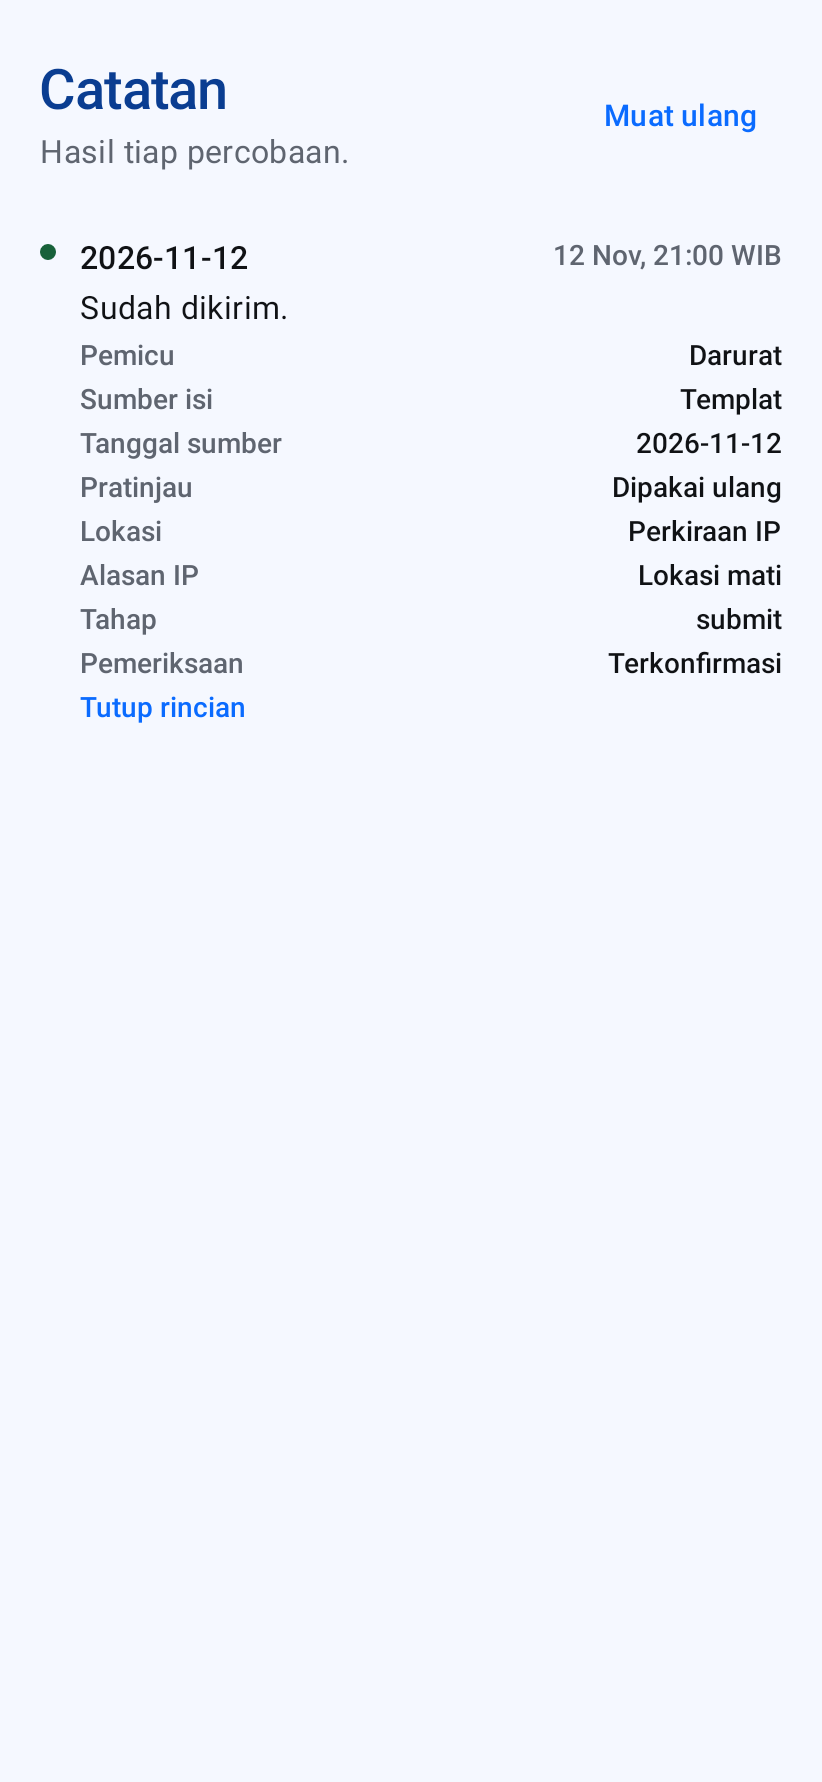 Catatan
Muat ulang
Hasil tiap percobaan.
2026-11-12 12 Nov, 21:00 WIB
Sudah dikirim.
Pemicu Darurat
Sumber isi Templat
Tanggal sumber 2026-11-12
Pratinjau Dipakai ulang
Lokasi Perkiraan IP
Alasan IP Lokasi mati
Tahap submit
Pemeriksaan Terkonfirmasi
Tutup rincian